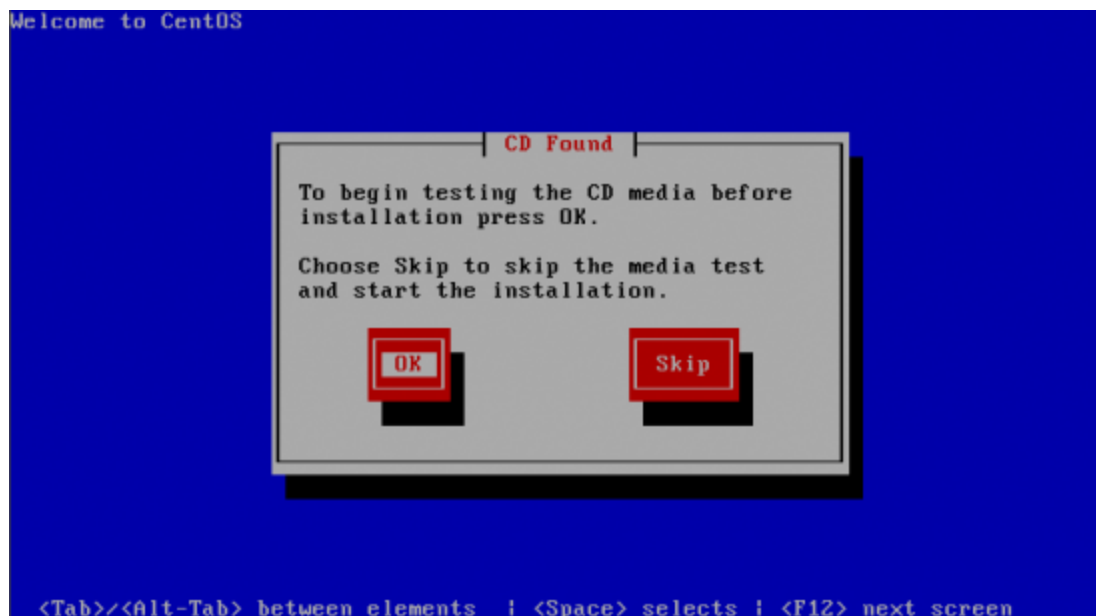 Welcome to CentOS
CD Found
To begin testing the CD media before
installation press OK.
Choose Skip to skip the media test
and start the installation.
OK Skip
<Tab>/<Alt-Tab> between elements | <Space> selects | <F12> next screen